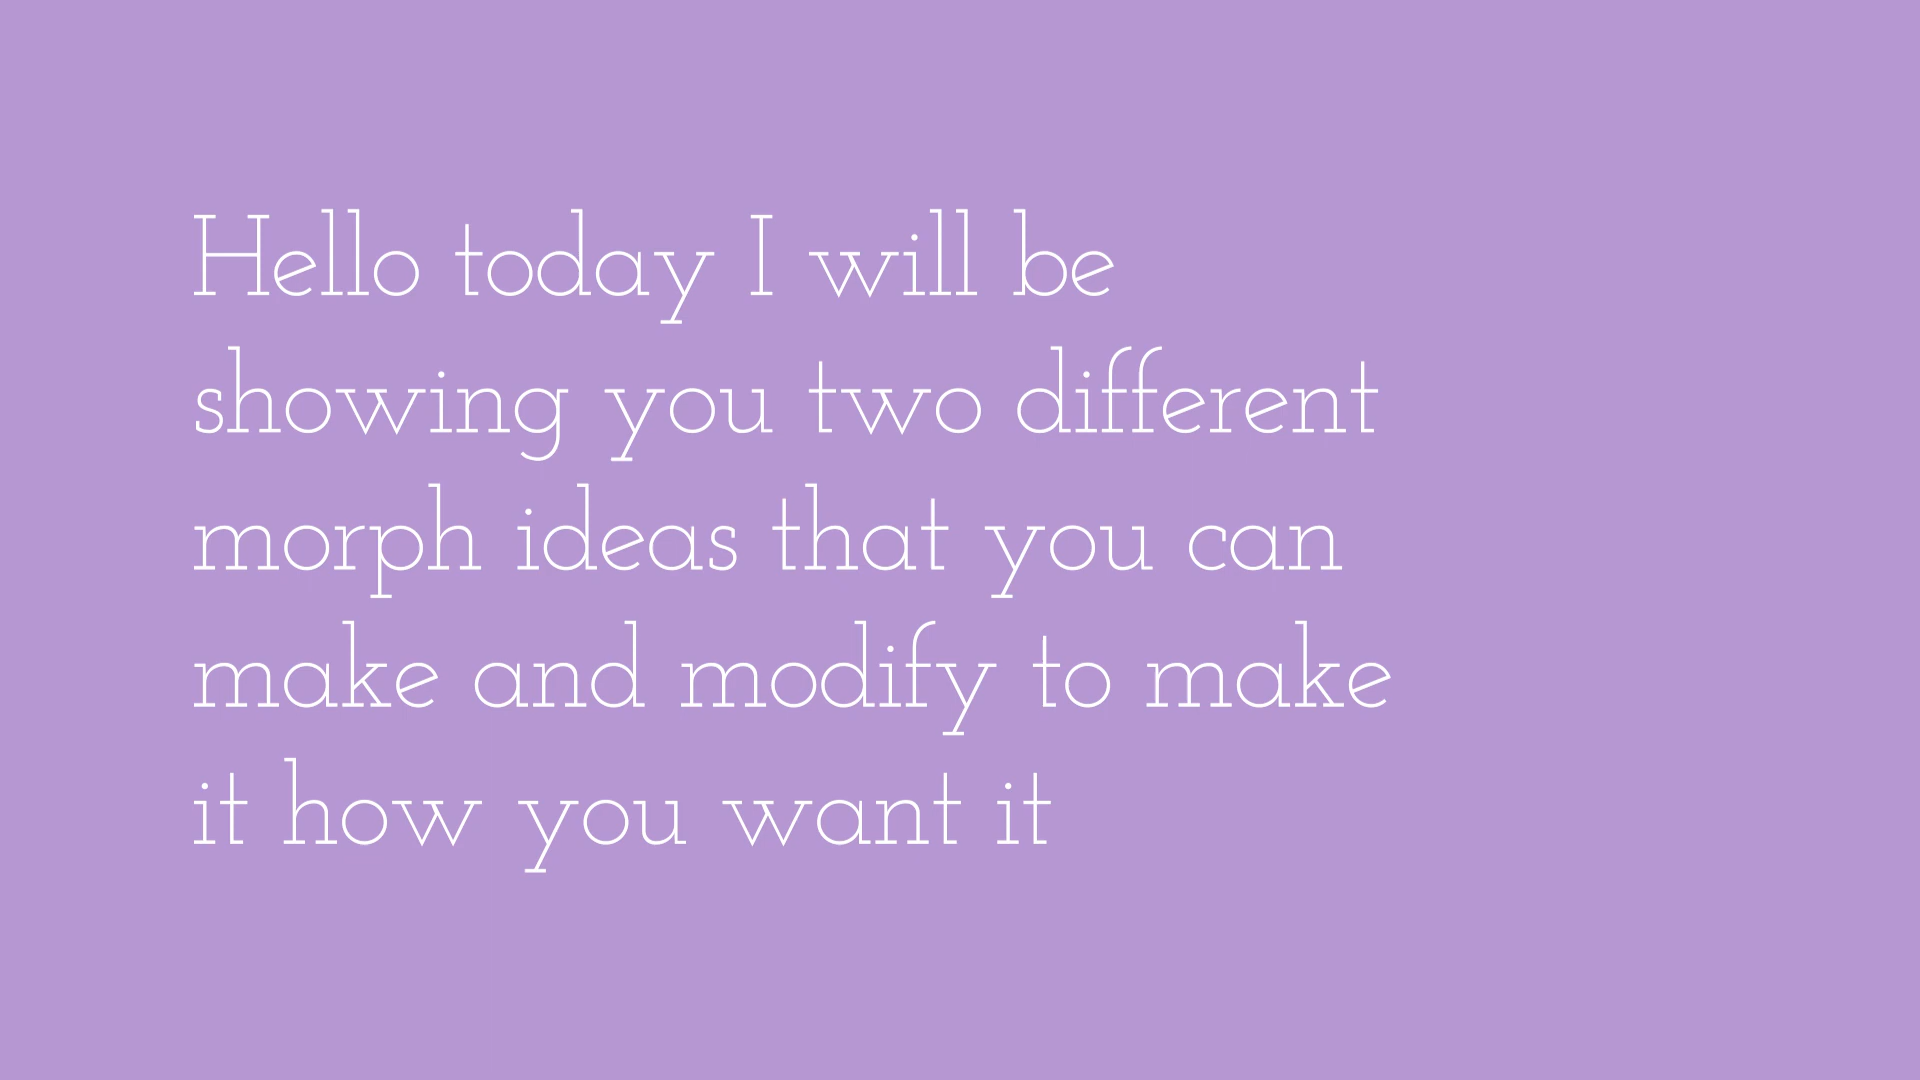 Hello today I will be
showing you two different
morph ideas that you can
make and modify to make
it how you want it